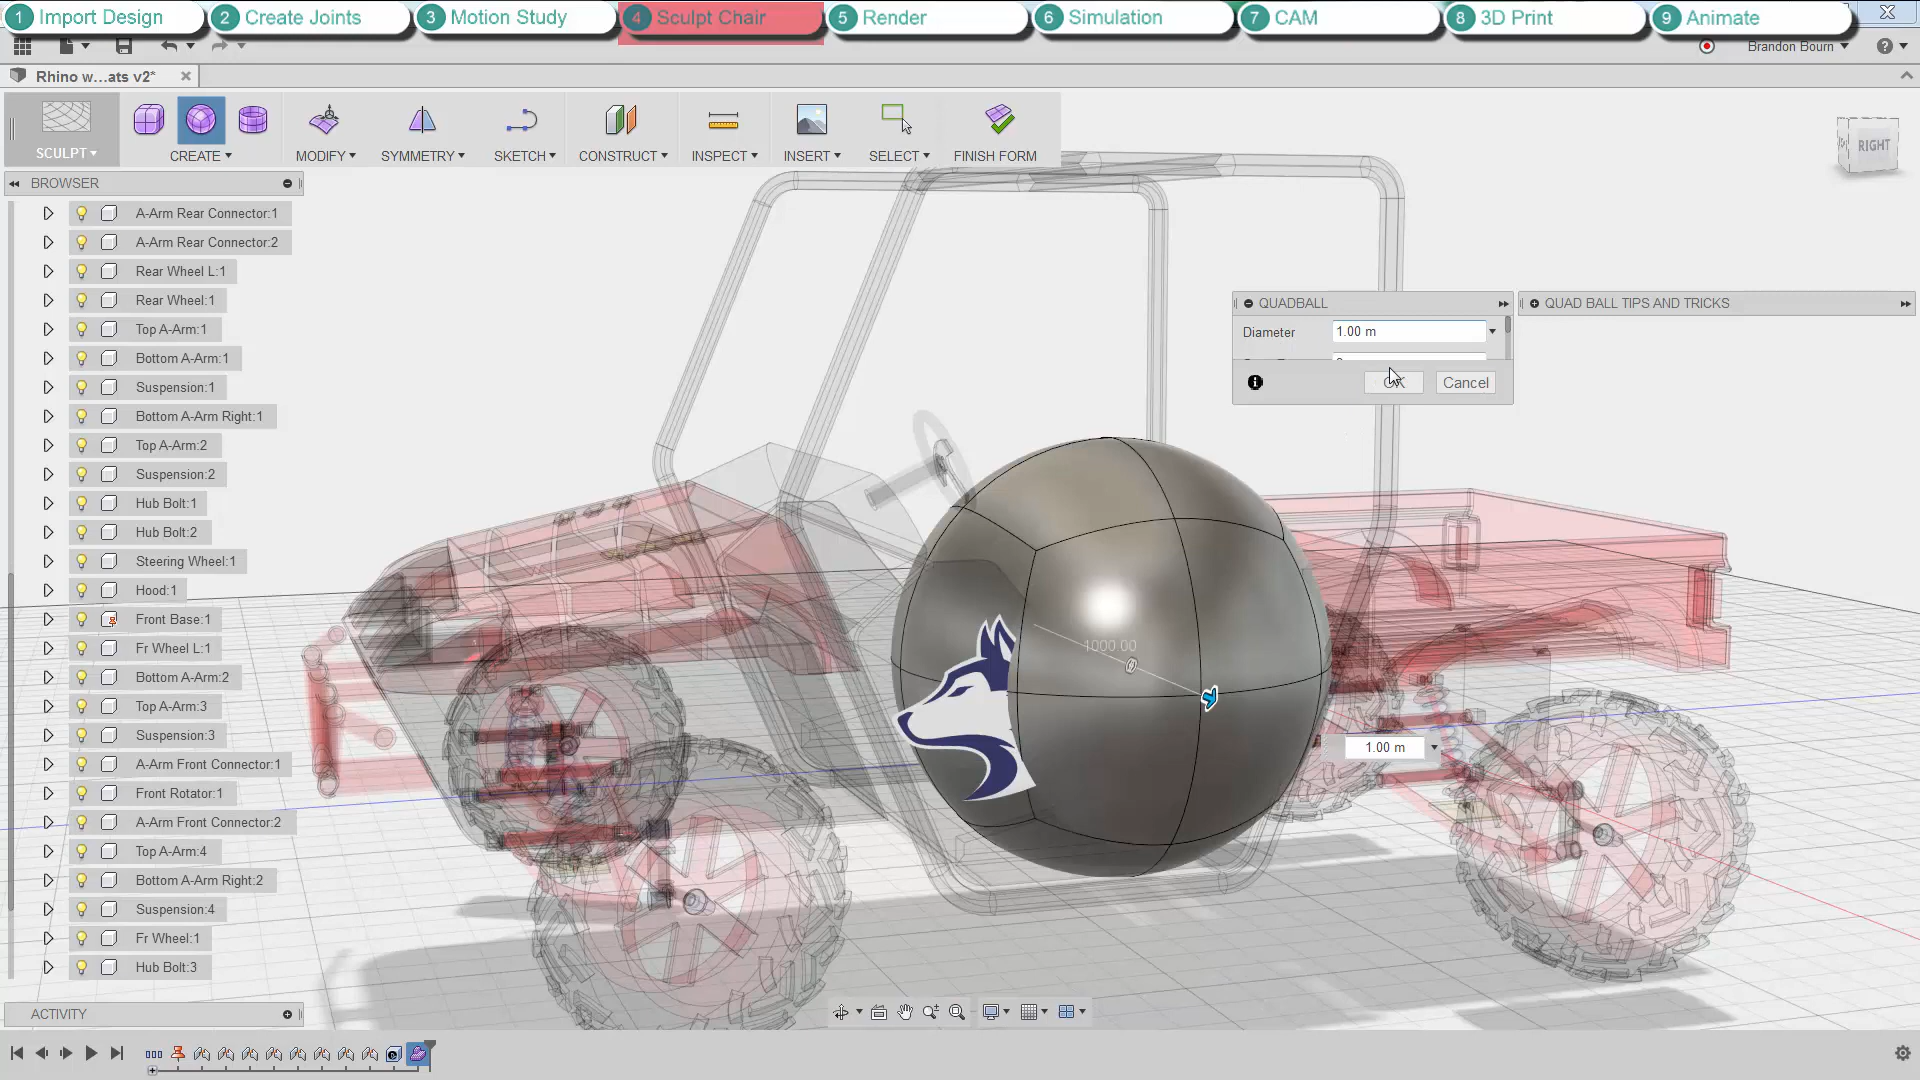 1 Import Design
2 Create Joints
3 Motion Study
4 Sculpt Chair
5 Render
6 Simulation
7 CAM
8 3D Print
9 Animate
Brandon Bourn
Rhino w...ats v2*
SCULPT
CREATE
MODIFY
SYMMETRY
SKETCH
CONSTRUCT
INSPECT
INSERT
SELECT
FINISH FORM
RIGHT
BROWSER
A-Arm Rear Connector:1
A-Arm Rear Connector:2
Rear Wheel L:1
Rear Wheel:1
Top A-Arm:1
Bottom A-Arm:1
Suspension:1
Bottom A-Arm Right:1
Top A-Arm:2
Suspension:2
Hub Bolt:1
Hub Bolt:2
Steering Wheel:1
Hood:1
Front Base:1
Fr Wheel L:1
Bottom A-Arm:2
Top A-Arm:3
Suspension:3
A-Arm Front Connector:1
Front Rotator:1
A-Arm Front Connector:2
Top A-Arm:4
Bottom A-Arm Right:2
Suspension:4
Fr Wheel:1
Hub Bolt:3
ACTIVITY
QUADBALL
Diameter
1.00 m
OK
Cancel
QUAD BALL TIPS AND TRICKS
1000.00
1.00 m